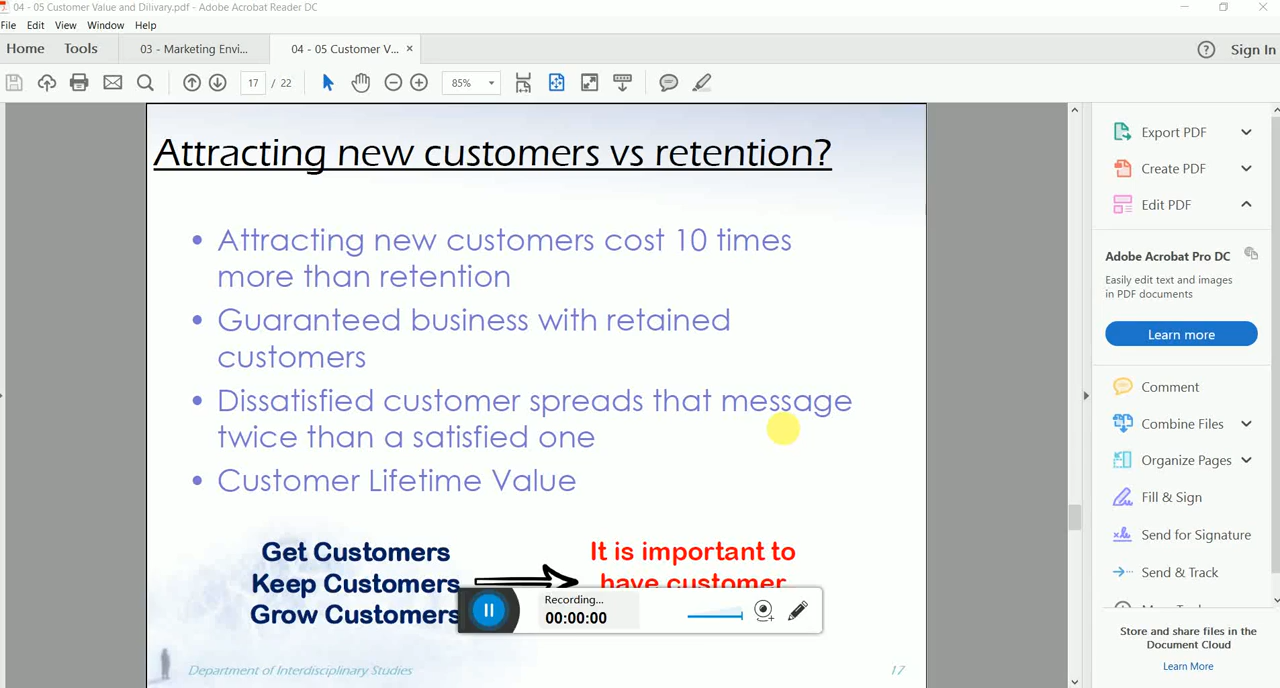 04 - 05 Customer Value and Dilivary.pdf - Adobe Acrobat Reader DC
File Edit View Window Help
Home Tools 03 - Marketing Envi... 04 - 05 Customer V... × Sign In
17 / 22 85%
Attracting new customers vs retention?
• Attracting new customers cost 10 times
more than retention
• Guaranteed business with retained
customers
• Dissatisfied customer spreads that message
twice than a satisfied one
• Customer Lifetime Value
Get Customers
Keep Customers
Grow Customers
It is important to
have customer
Recording...
00:00:00
Department of Interdisciplinary Studies 17
Export PDF
Create PDF
Edit PDF
Adobe Acrobat Pro DC
Easily edit text and images
in PDF documents
Learn more
Comment
Combine Files
Organize Pages
Fill & Sign
Send for Signature
Send & Track
Store and share files in the
Document Cloud
Learn More